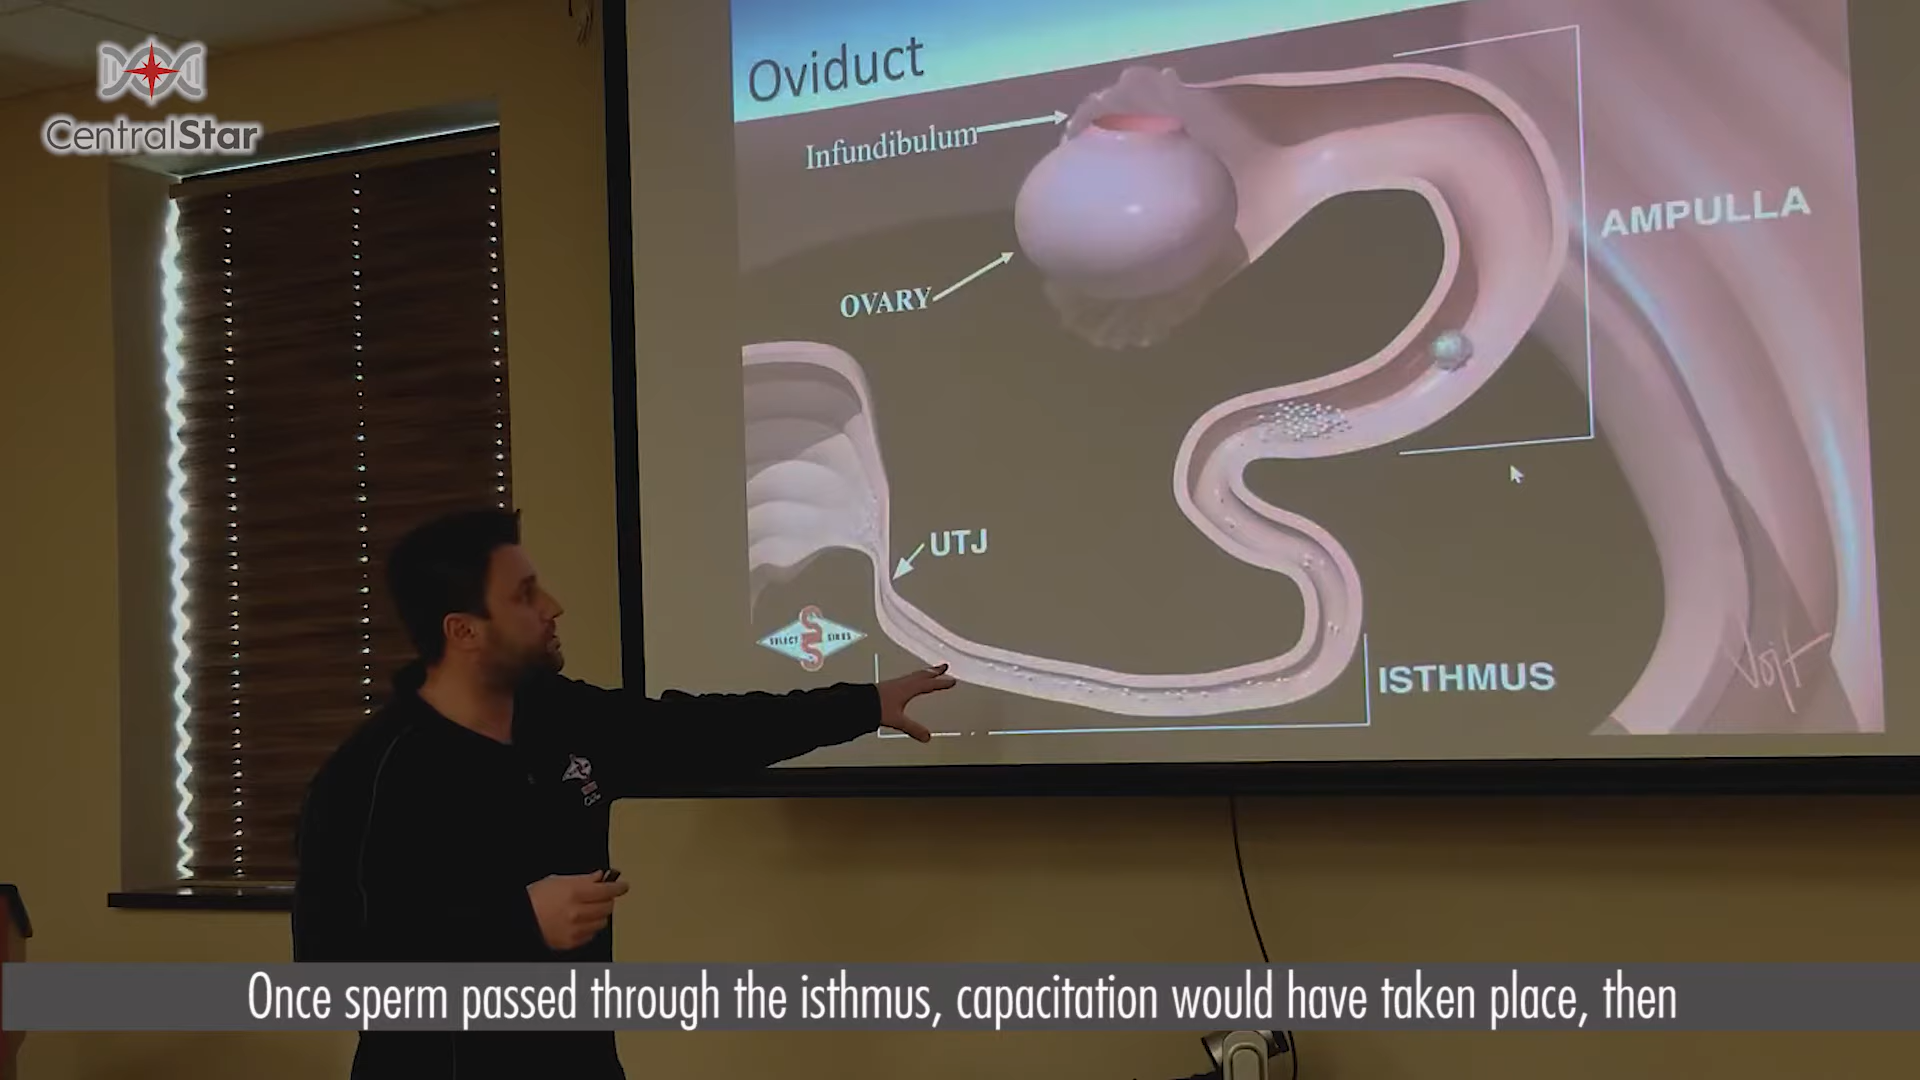 CentralStar
Oviduct
Infundibulum
AMPULLA
OVARY
UTJ
SELECT SIRES
ISTHMUS
Vojt
Once sperm passed through the isthmus, capacitation would have taken place, then